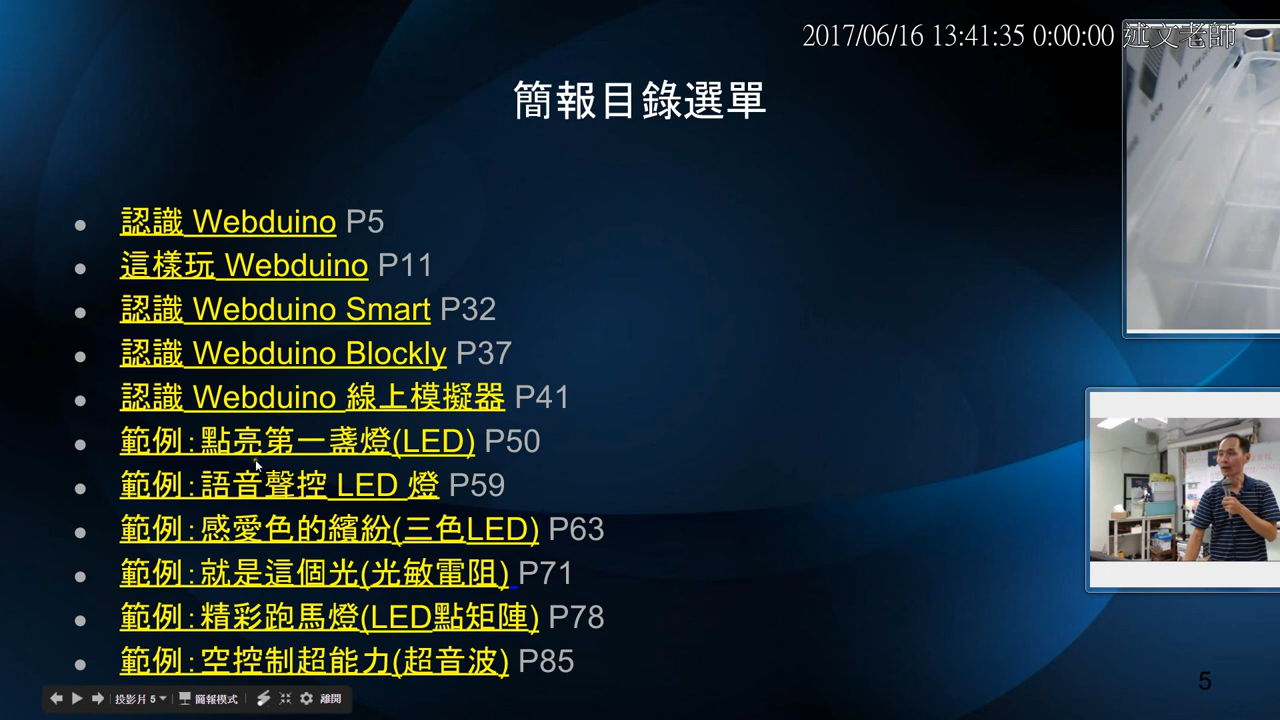 2017/06/16 13:41:35 0:00:00 述文老師
簡報目錄選單
認識 Webduino P5
這樣玩 Webduino P11
認識 Webduino Smart P32
認識 Webduino Blockly P37
認識 Webduino 線上模擬器 P41
範例:點亮第一盞燈(LED) P50
範例:語音聲控 LED 燈 P59
範例:感愛色的繽紛(三色LED) P63
範例:就是這個光(光敏電阻) P71
範例:精彩跑馬燈(LED點矩陣) P78
範例:空控制超能力(超音波) P85
投影片 5 簡報模式 離開
5